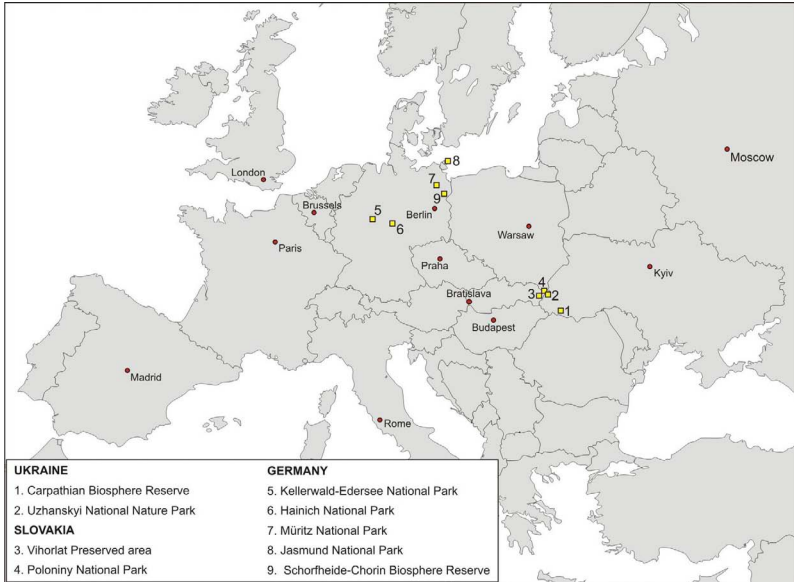 8
Moscow
London
7
9
Brussels
5
Berlin
6
Warsaw
Paris
Praha
Kyiv
4
Bratislava
3
2
1
Budapest
Madrid
Rome
UKRAINE
1. Carpathian Biosphere Reserve
2. Uzhanskyi National Nature Park
SLOVAKIA
3. Vihorlat Preserved area
4. Poloniny National Park
GERMANY
5. Kellerwald-Edersee National Park
6. Hainich National Park
7. Müritz National Park
8. Jasmund National Park
9. Schorfheide-Chorin Biosphere Reserve